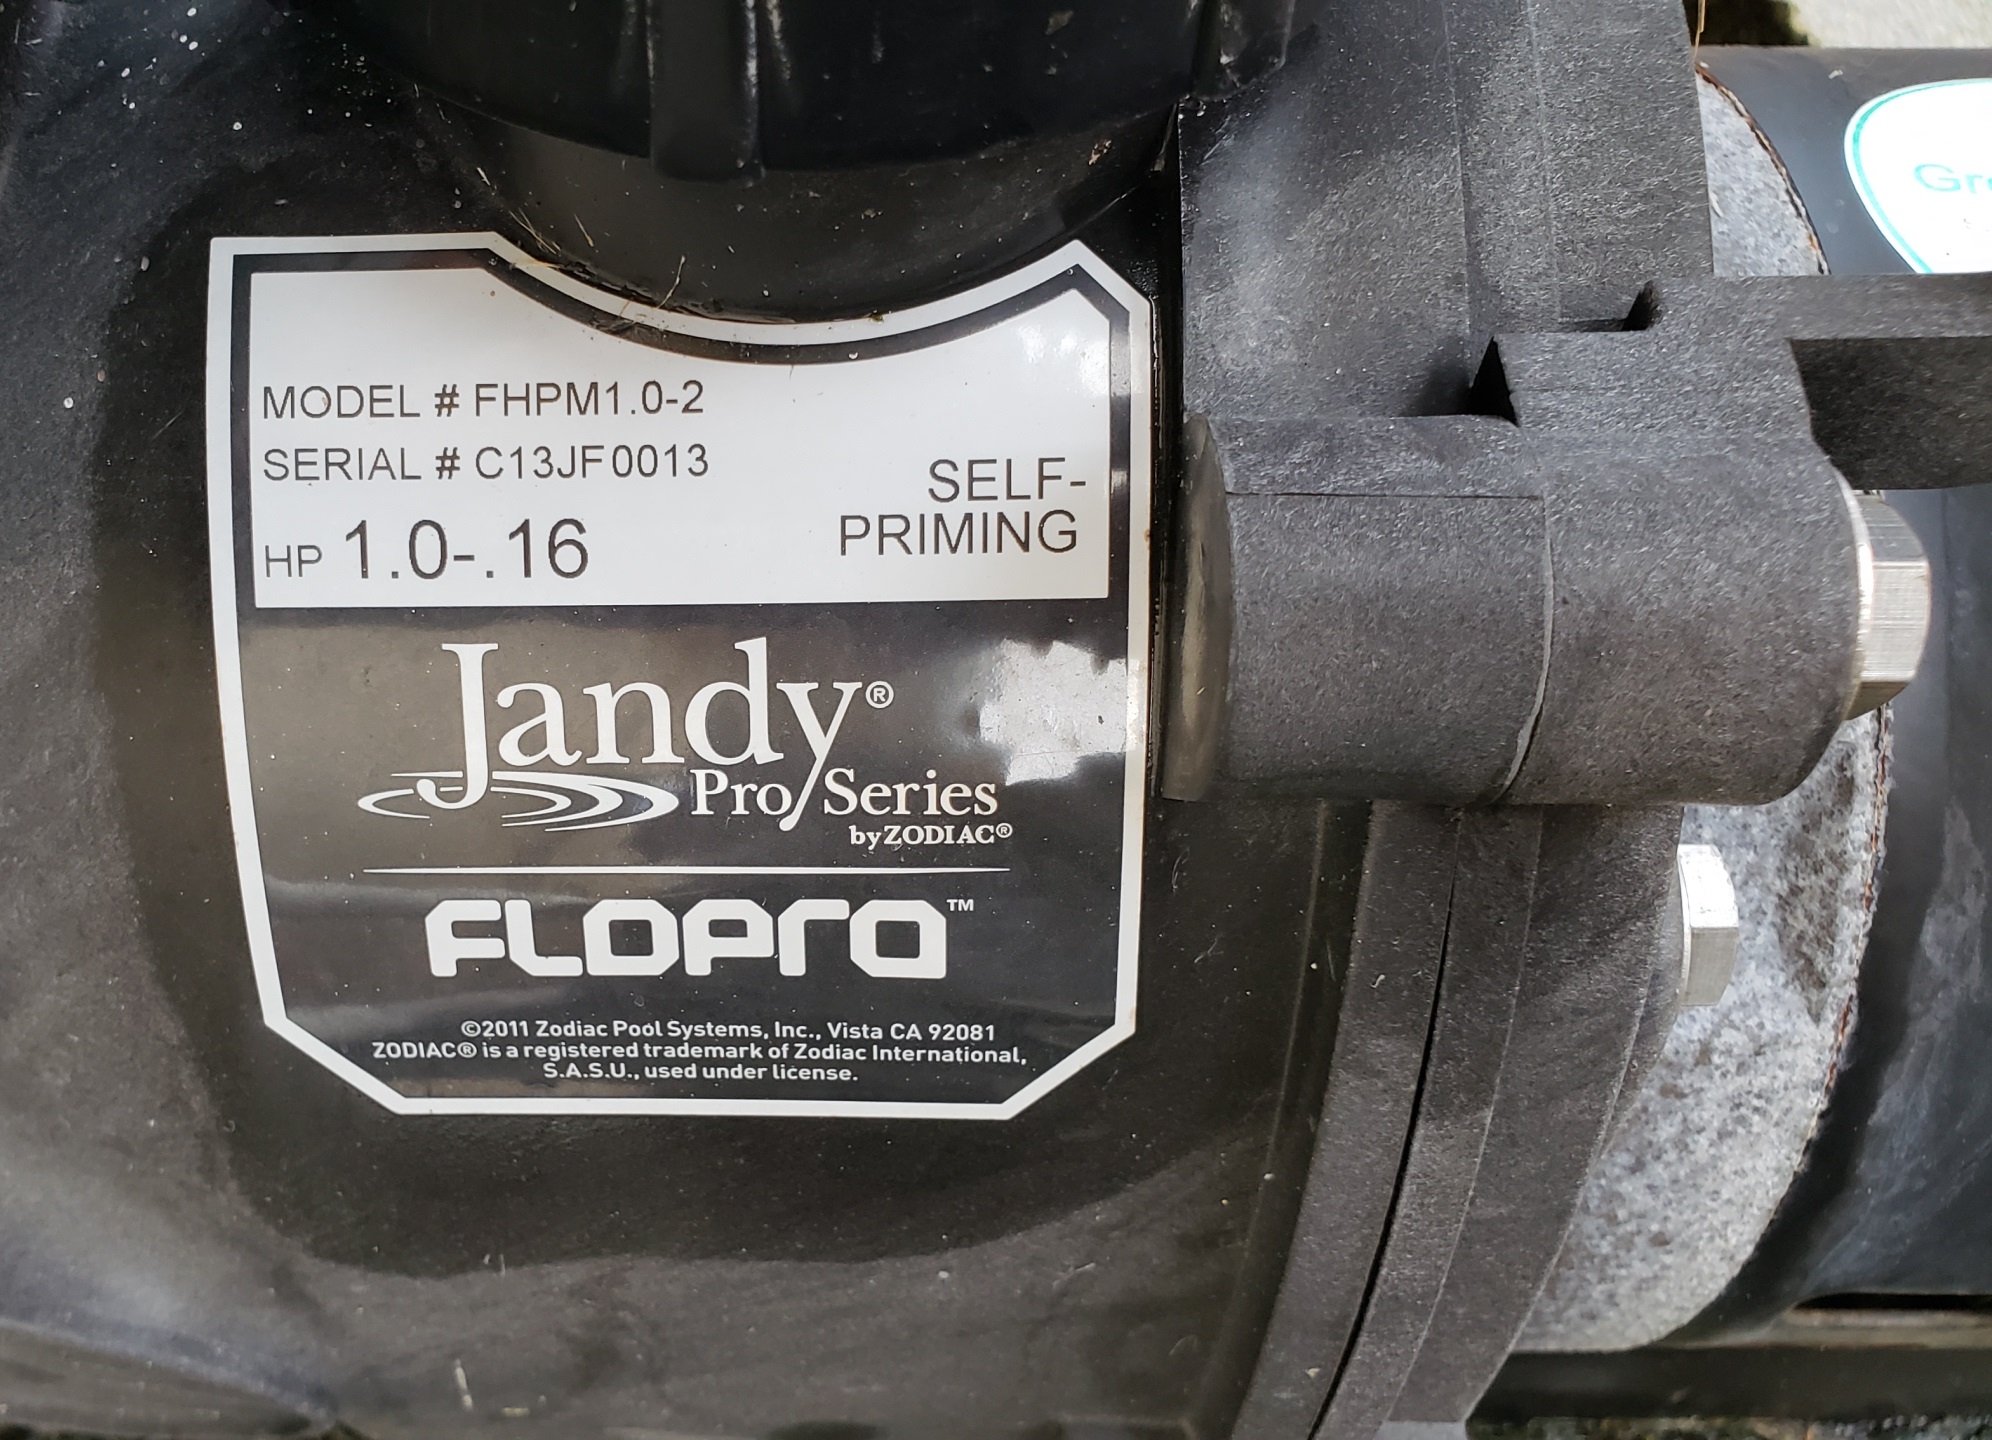 MODEL # FHPM1.0-2
SERIAL # C13JF0013
HP 1.0-.16
SELF-
PRIMING
Jandy®
Pro Series
by ZODIAC®
FLOPRO™
©2011 Zodiac Pool Systems, Inc., Vista CA 92081
ZODIAC® is a registered trademark of Zodiac International,
S.A.S.U., used under license.